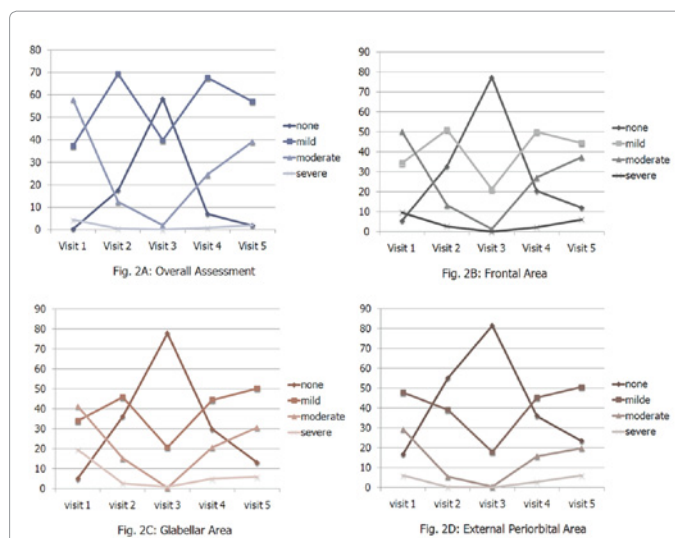 80
70
60
50
40
30
20
10
0
none
mild
moderate
severe
Visit 1 Visit 2 Visit 3 Visit 4 Visit 5
Fig. 2A: Overall Assessment
90
80
70
60
50
40
30
20
10
0
none
mild
moderate
severe
Visit 1 Visit 2 Visit 3 Visit 4 Visit 5
Fig. 2B: Frontal Area
90
80
70
60
50
40
30
20
10
0
none
mild
moderate
severe
visit 1 visit 2 visit 3 visit 4 visit 5
Fig. 2C: Glabellar Area
90
80
70
60
50
40
30
20
10
0
none
milde
moderate
severe
visit 1 visit 2 visit 3 visit 4 visit 5
Fig. 2D: External Periorbital Area